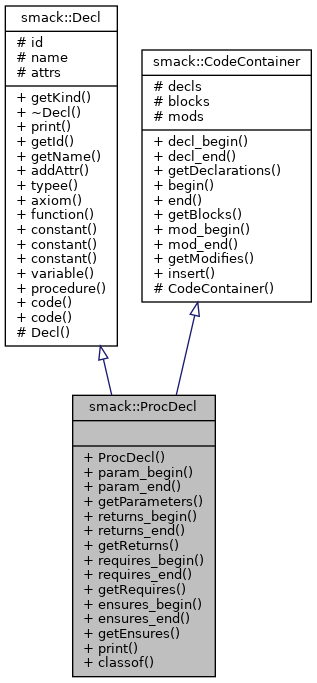 smack::Decl
# id
# name
# attrs
+ getKind()
+ ~Decl()
+ print()
+ getId()
+ getName()
+ addAttr()
+ typee()
+ axiom()
+ function()
+ constant()
+ constant()
+ constant()
+ variable()
+ procedure()
+ code()
+ code()
# Decl()
smack::CodeContainer
# decls
# blocks
# mods
+ decl_begin()
+ decl_end()
+ getDeclarations()
+ begin()
+ end()
+ getBlocks()
+ mod_begin()
+ mod_end()
+ getModifies()
+ insert()
# CodeContainer()
smack::ProcDecl
+ ProcDecl()
+ param_begin()
+ param_end()
+ getParameters()
+ returns_begin()
+ returns_end()
+ getReturns()
+ requires_begin()
+ requires_end()
+ getRequires()
+ ensures_begin()
+ ensures_end()
+ getEnsures()
+ print()
+ classof()